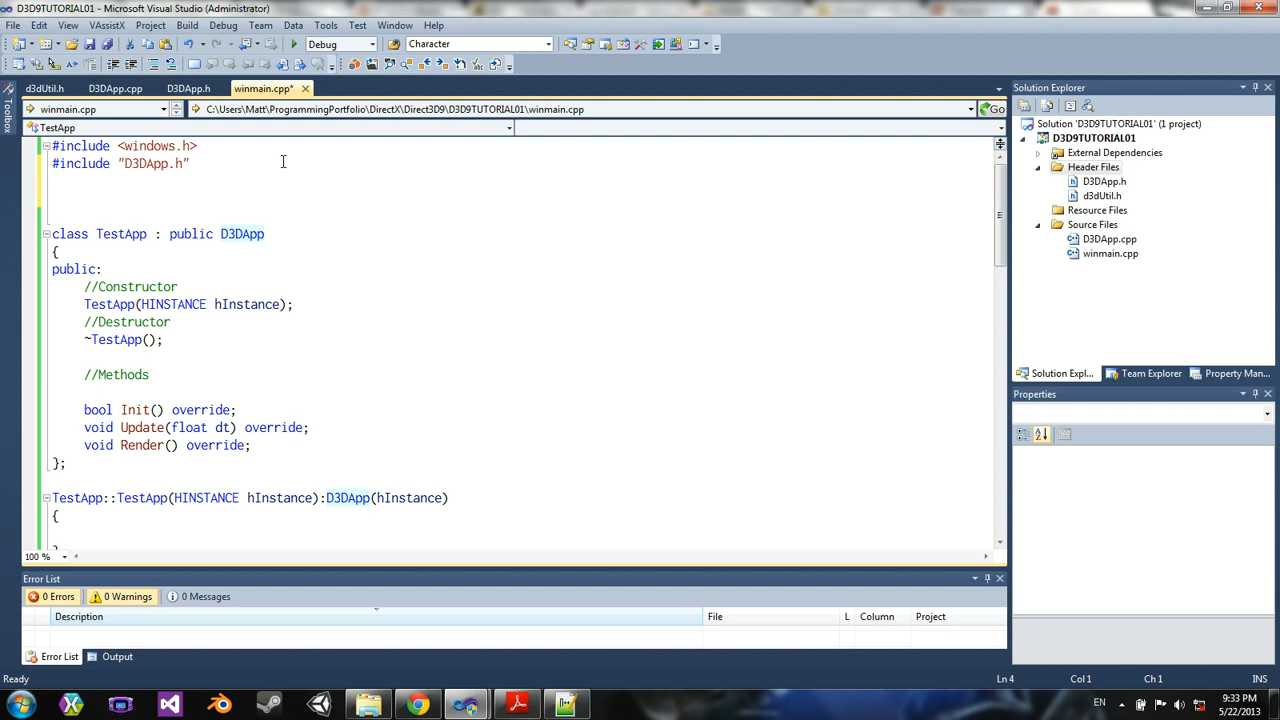 D3D9TUTORIAL01 - Microsoft Visual Studio (Administrator)
File Edit View VAssistX Project Build Debug Team Data Tools Test Window Help
Debug Character
d3dUtil.h D3DApp.cpp D3DApp.h winmain.cpp*
winmain.cpp C:\Users\Matt\ProgrammingPortfolio\DirectX\Direct3D9\D3D9TUTORIAL01\winmain.cpp Go
TestApp
Toolbox
#include <windows.h>
#include "D3DApp.h"
class TestApp : public D3DApp
{
public:
//Constructor
TestApp(HINSTANCE hInstance);
//Destructor
~TestApp();
//Methods
bool Init() override;
void Update(float dt) override;
void Render() override;
};
TestApp::TestApp(HINSTANCE hInstance):D3DApp(hInstance)
{
100 %
Solution Explorer
Solution 'D3D9TUTORIAL01' (1 project)
D3D9TUTORIAL01
External Dependencies
Header Files
D3DApp.h
d3dUtil.h
Resource Files
Source Files
D3DApp.cpp
winmain.cpp
Solution Expl... Team Explorer Property Man...
Properties
Error List
0 Errors 0 Warnings 0 Messages
Description File L Column Project
Error List Output
Ready Ln 4 Col 1 Ch 1 INS
EN 9:33 PM
5/22/2013